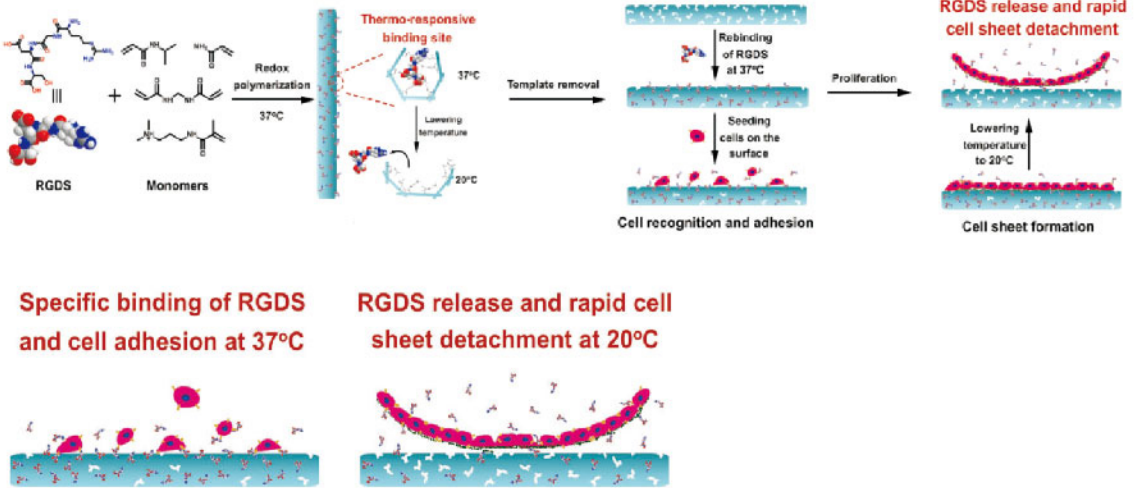 RGDS
+
Monomers
Redox
polymerization
37°C
Thermo-responsive
binding site
37°C
Lowering
temperature
20°C
Template removal
Rebinding
of RGDS
at 37°C
Seeding
cells on the
surface
Cell recognition and adhesion
Proliferation
RGDS release and rapid
cell sheet detachment
Lowering
temperature
to 20°C
Cell sheet formation
Specific binding of RGDS
and cell adhesion at 37°C
RGDS release and rapid cell
sheet detachment at 20°C